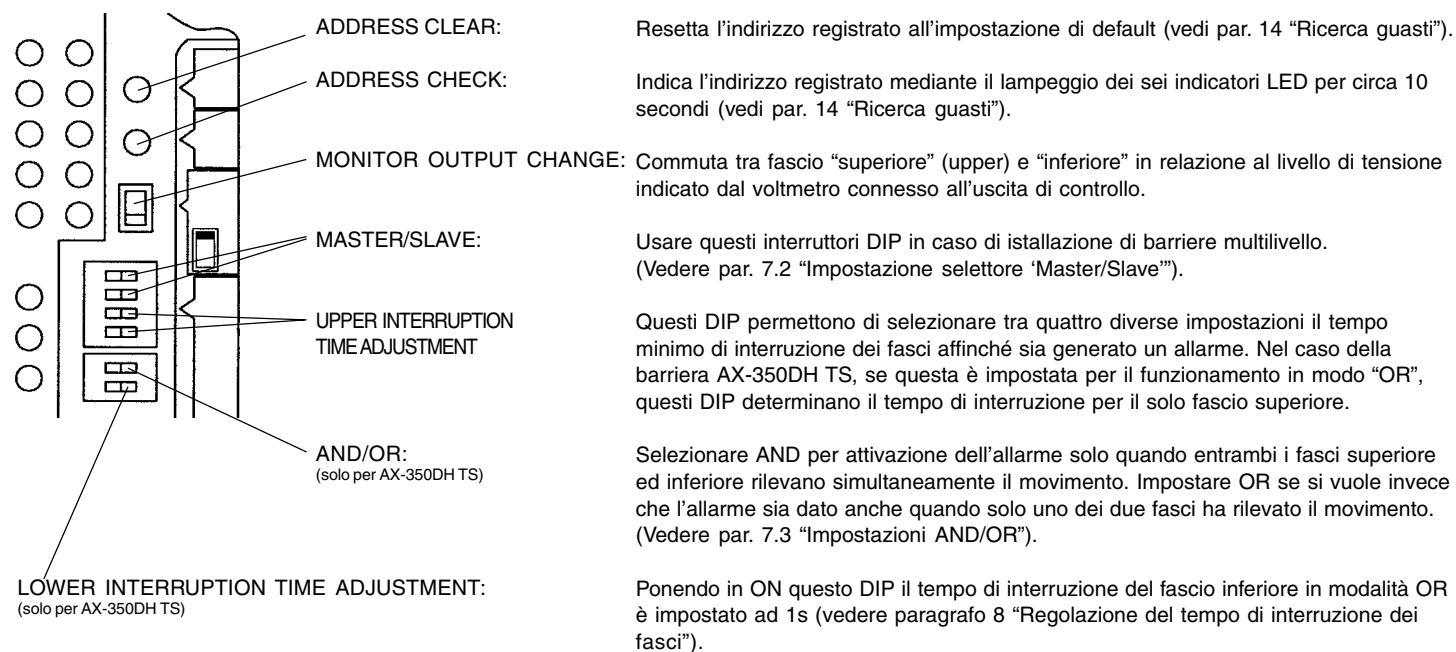 ADDRESS CLEAR: Resetta l'indirizzo registrato all'impostazione di default (vedi par. 14 “Ricerca guasti”).
ADDRESS CHECK: Indica l'indirizzo registrato mediante il lampeggio dei sei indicatori LED per circa 10
secondi (vedi par. 14 “Ricerca guasti”).
MONITOR OUTPUT CHANGE: Commuta tra fascio “superiore” (upper) e “inferiore” in relazione al livello di tensione
indicato dal voltmetro connesso all'uscita di controllo.
MASTER/SLAVE: Usare questi interruttori DIP in caso di istallazione di barriere multilivello.
(Vedere par. 7.2 “Impostazione selettore ‘Master/Slave’”).
UPPER INTERRUPTION
TIME ADJUSTMENT
Questi DIP permettono di selezionare tra quattro diverse impostazioni il tempo
minimo di interruzione dei fasci affinché sia generato un allarme. Nel caso della
barriera AX-350DH TS, se questa è impostata per il funzionamento in modo “OR”,
questi DIP determinano il tempo di interruzione per il solo fascio superiore.
AND/OR:
(solo per AX-350DH TS)
Selezionare AND per attivazione dell'allarme solo quando entrambi i fasci superiore
ed inferiore rilevano simultaneamente il movimento. Impostare OR se si vuole invece
che l'allarme sia dato anche quando solo uno dei due fasci ha rilevato il movimento.
(Vedere par. 7.3 “Impostazioni AND/OR”).
LOWER INTERRUPTION TIME ADJUSTMENT:
(solo per AX-350DH TS)
Ponendo in ON questo DIP il tempo di interruzione del fascio inferiore in modalità OR
è impostato ad 1s (vedere paragrafo 8 “Regolazione del tempo di interruzione dei
fasci”).